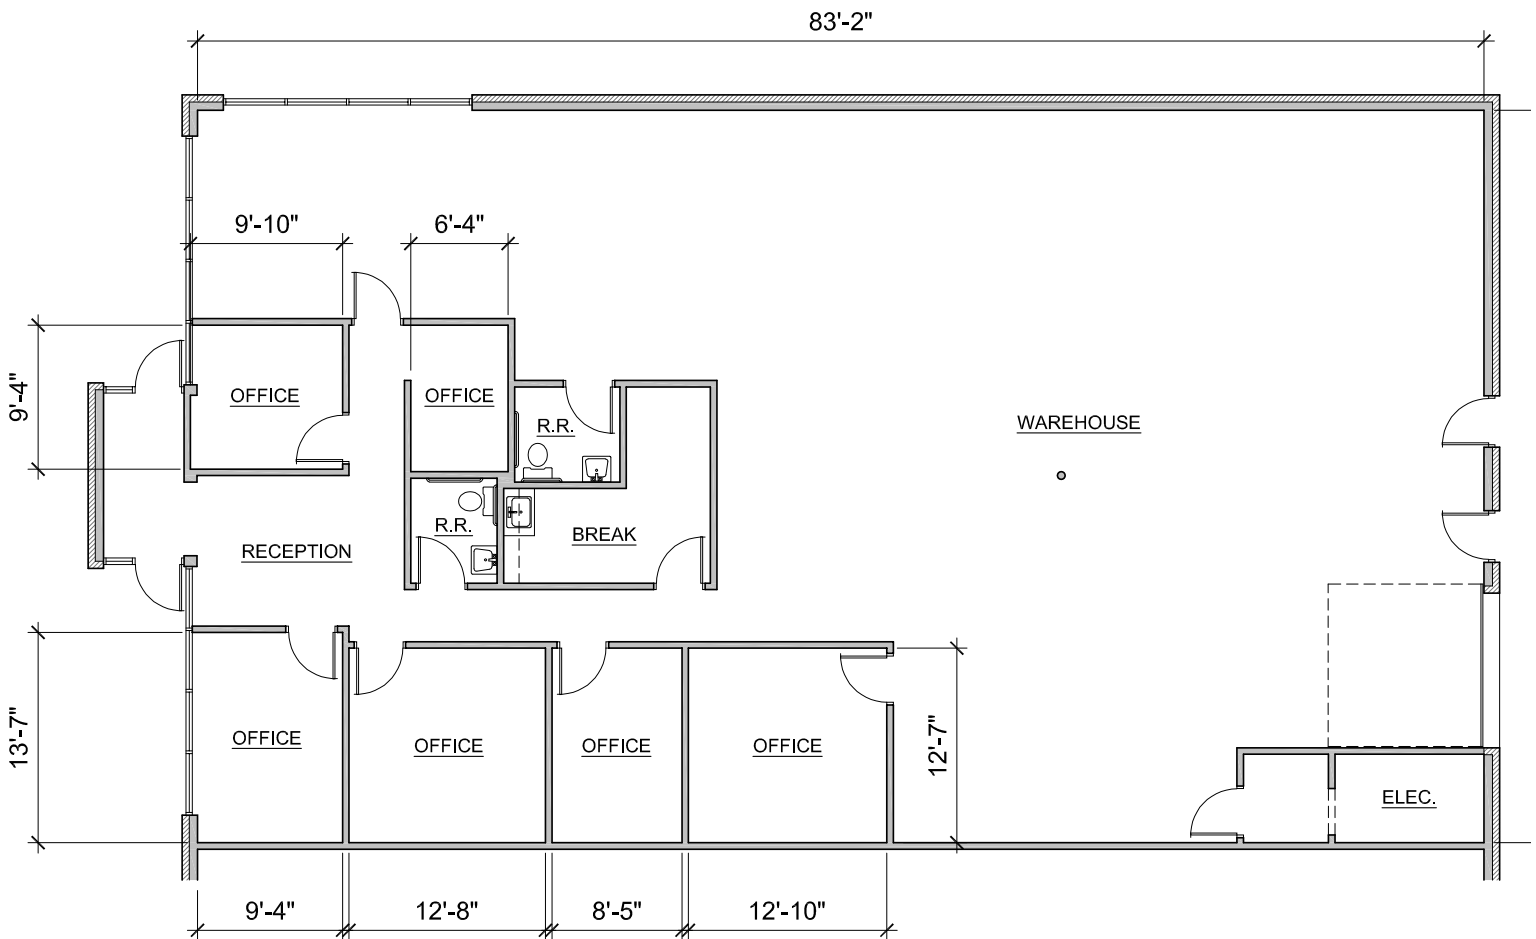 83'-2"
9'-10"
6'-4"
9'-4"
OFFICE
OFFICE
R.R.
WAREHOUSE
R.R.
BREAK
RECEPTION
13'-7"
OFFICE
OFFICE
OFFICE
OFFICE
12'-7"
ELEC.
9'-4"
12'-8"
8'-5"
12'-10"